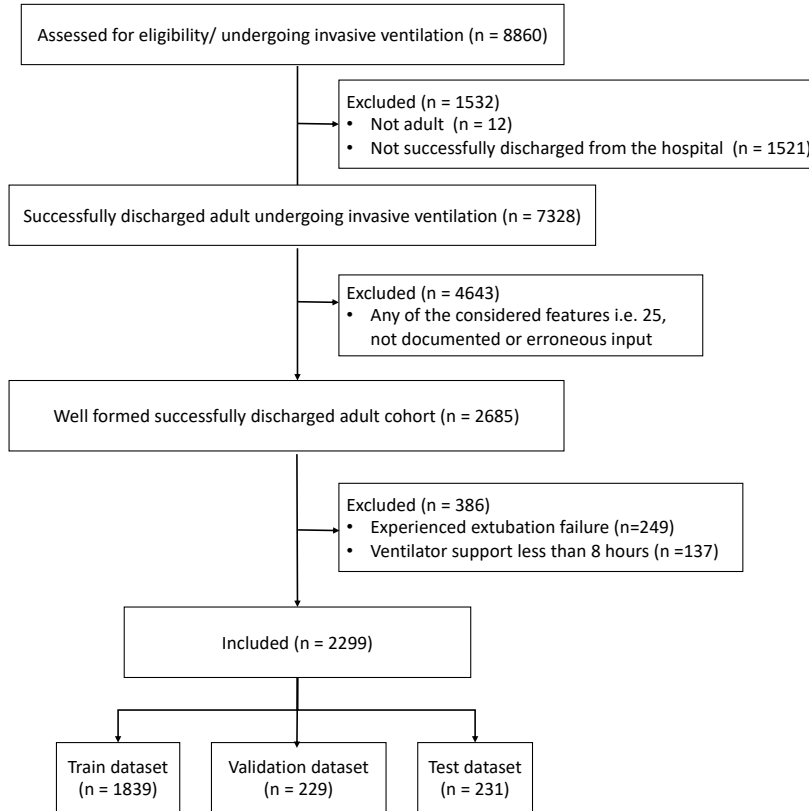 Assessed for eligibility/ undergoing invasive ventilation (n = 8860)
Excluded (n = 1532)
• Not adult (n = 12)
• Not successfully discharged from the hospital (n = 1521)
Successfully discharged adult undergoing invasive ventilation (n = 7328)
Excluded (n = 4643)
• Any of the considered features i.e. 25,
not documented or erroneous input
Well formed successfully discharged adult cohort (n = 2685)
Excluded (n = 386)
• Experienced extubation failure (n=249)
• Ventilator support less than 8 hours (n =137)
Included (n = 2299)
Train dataset
(n = 1839)
Validation dataset
(n = 229)
Test dataset
(n = 231)